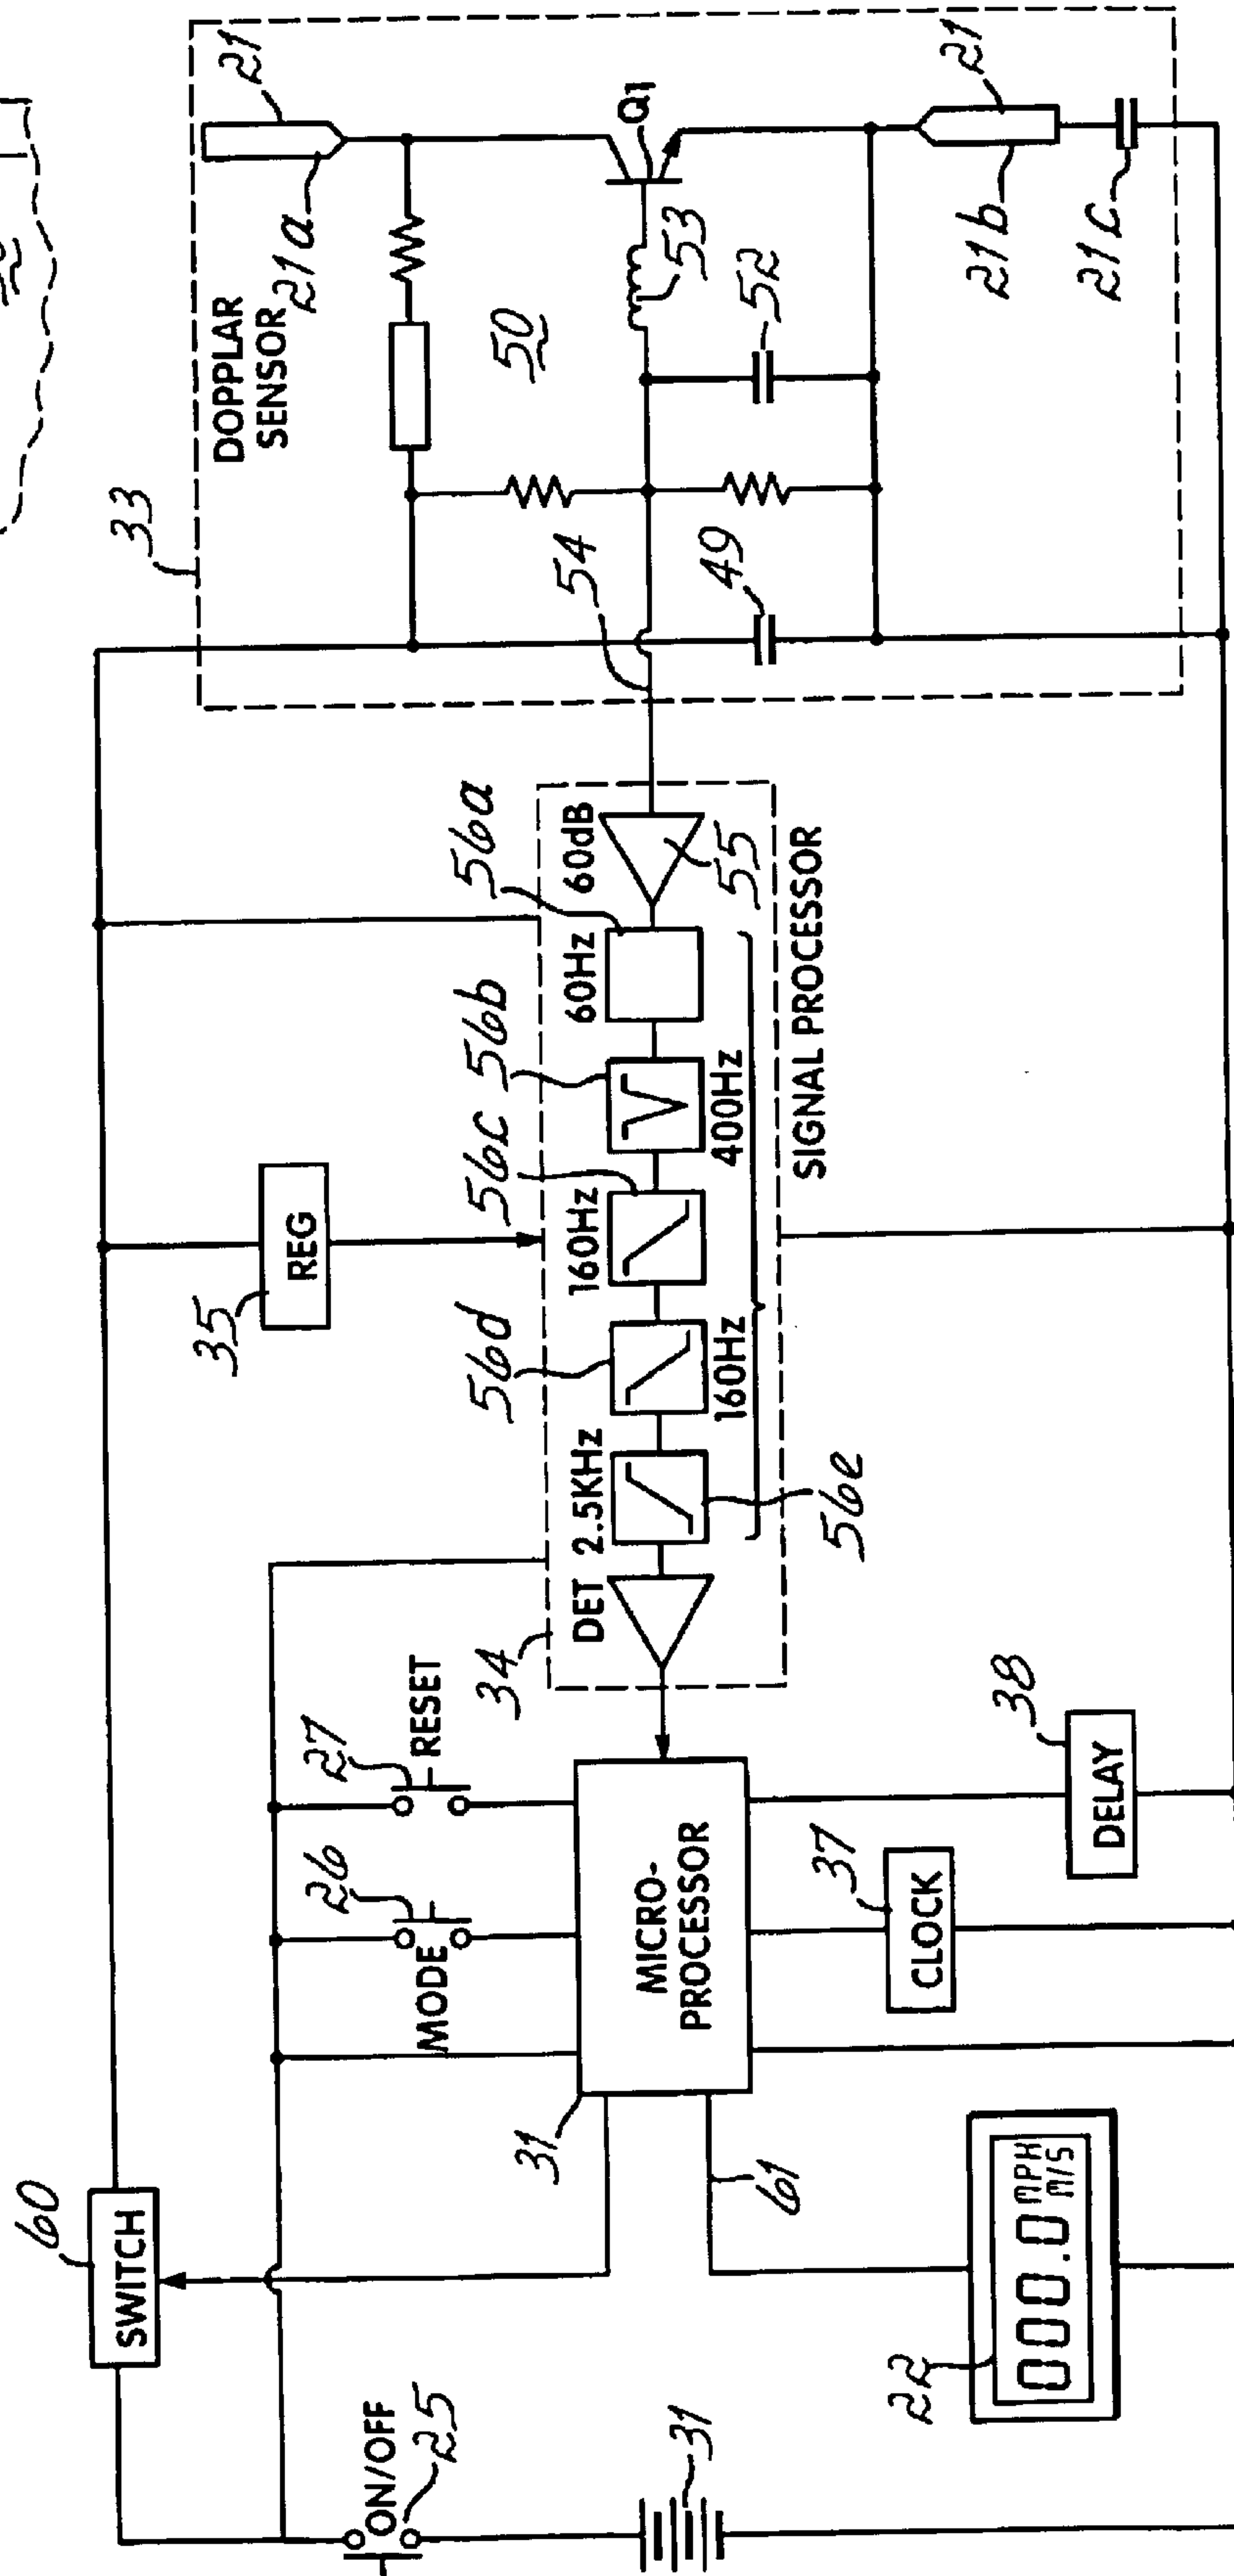 60
SWITCH
ON/OFF
25
31
22
000.0 MPH
M/S
61
31
MICRO-
PROCESSOR
MODE
26
27
RESET
37
CLOCK
38
DELAY
34
DET
2.5KHz
56e
56d
160Hz
56c
160Hz
56b
400Hz
56a
60Hz
60dB
55
SIGNAL PROCESSOR
35
REG
33
DOPPLAR
SENSOR
54
49
50
52
53
Q1
21a
21
21b
21
21c